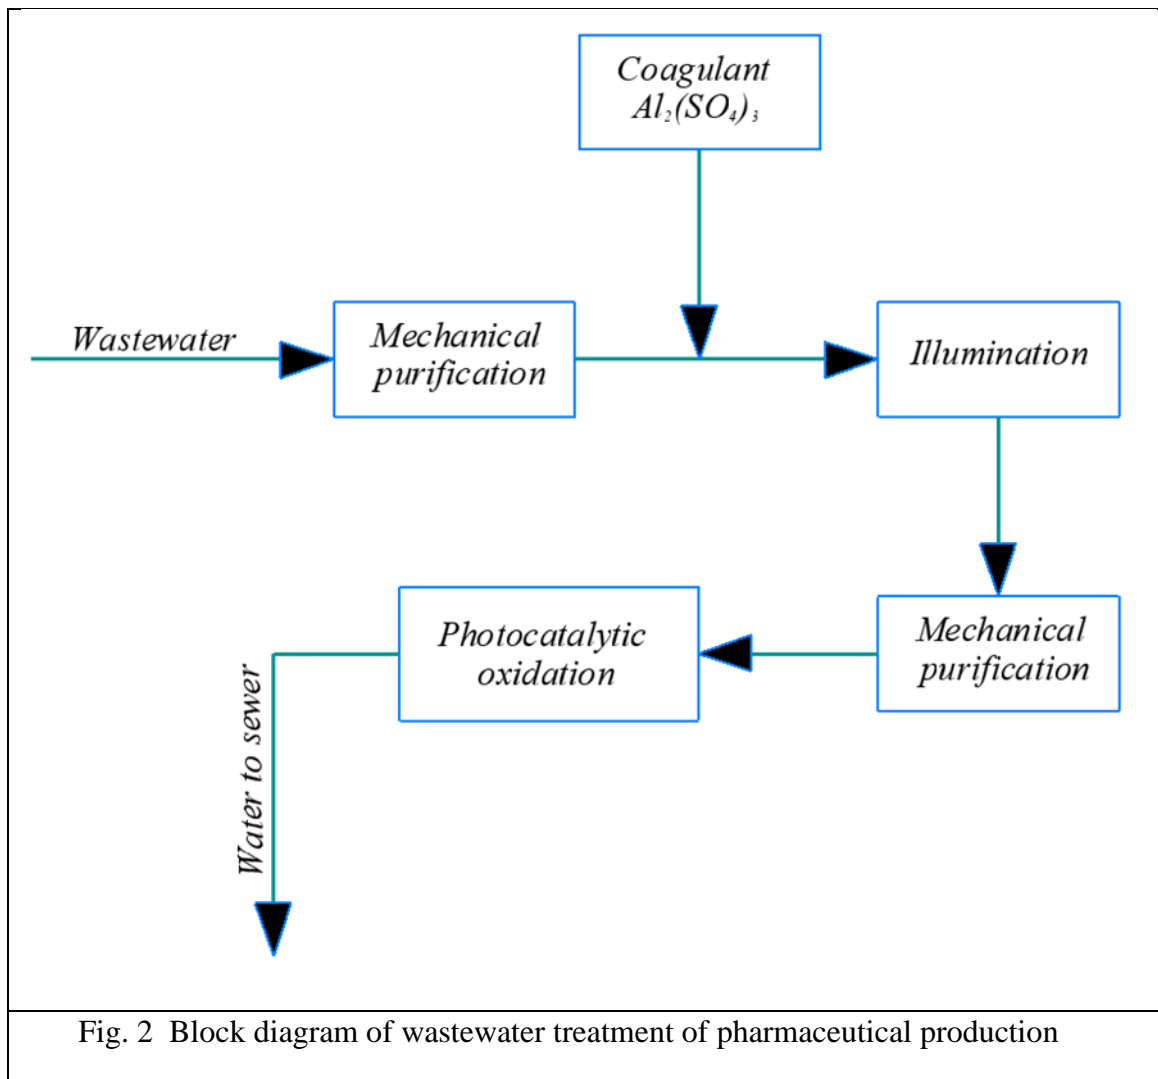 Coagulant
Al₂(SO₄)₃
Wastewater
Mechanical
purification
Illumination
Mechanical
purification
Photocatalytic
oxidation
Water to sewer
Fig. 2 Block diagram of wastewater treatment of pharmaceutical production